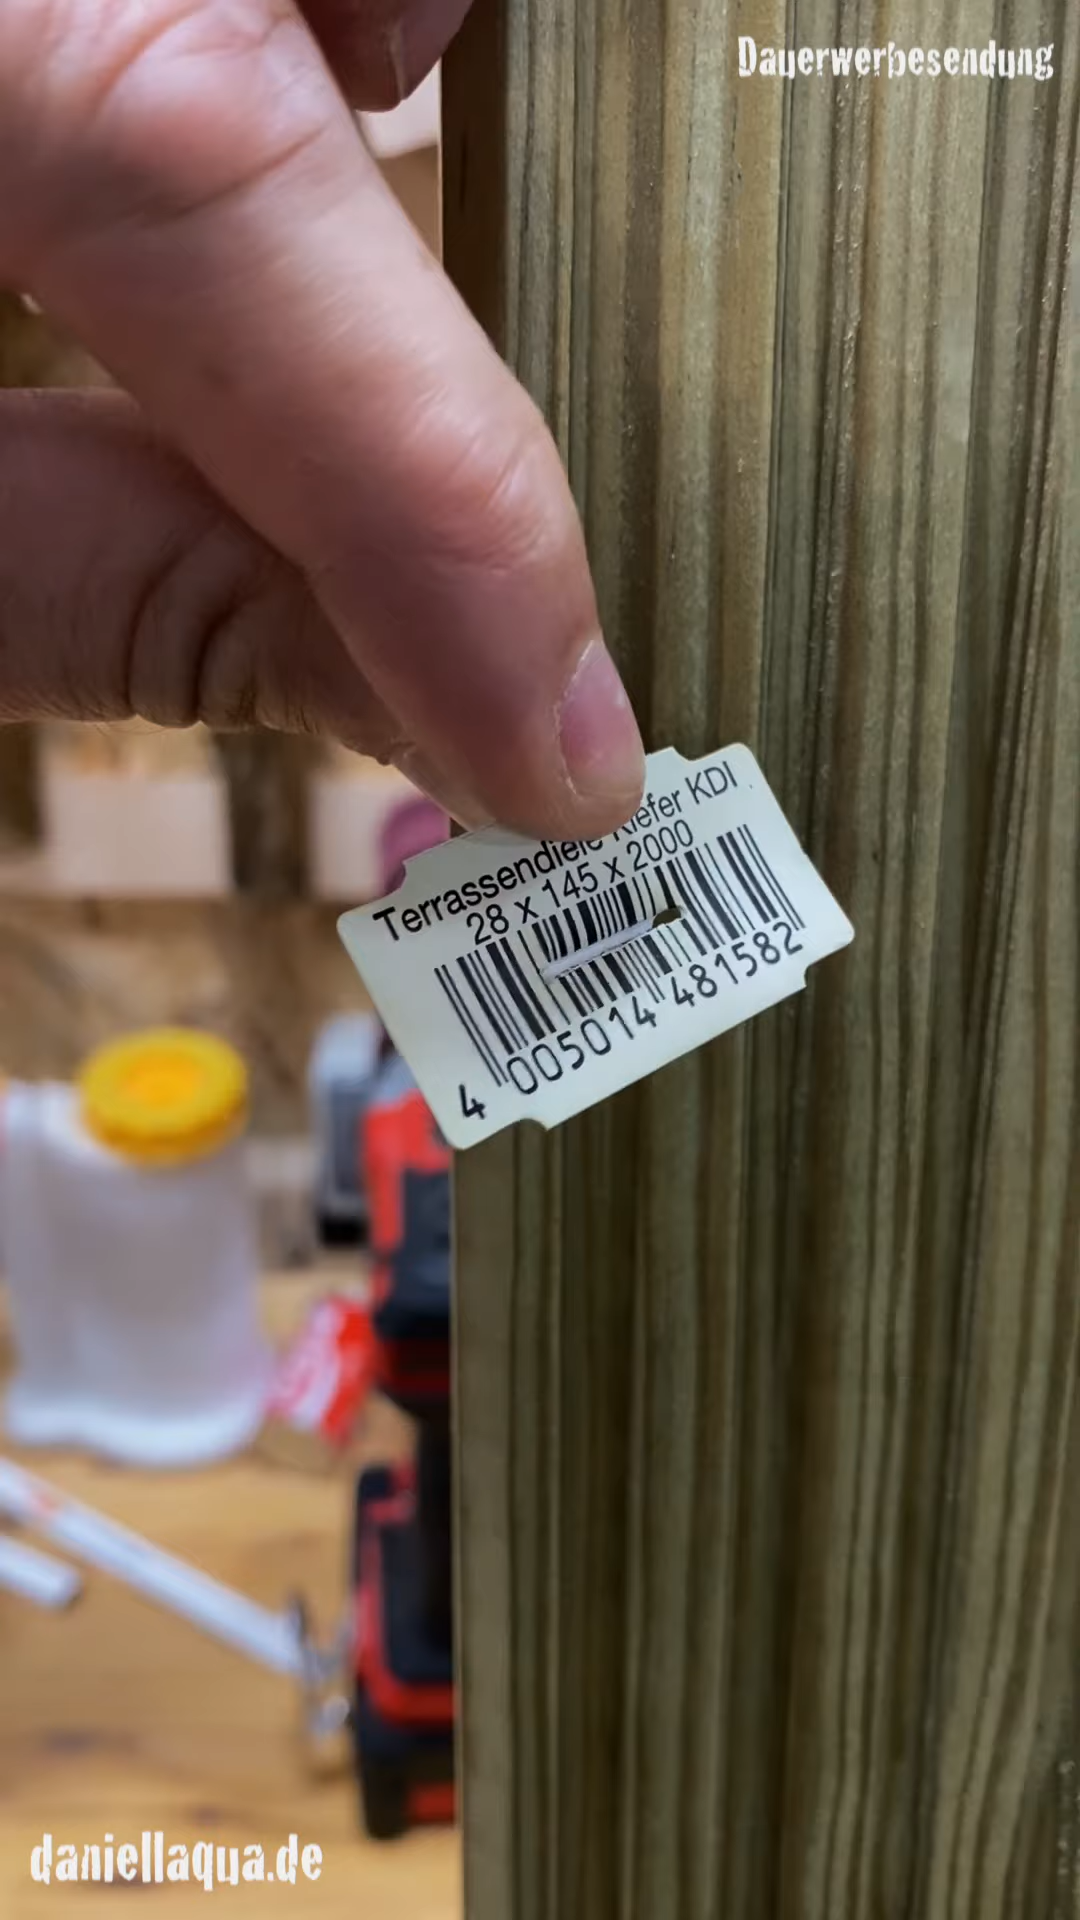 Dauerwerbesendung
Terrassendiele Kiefer KDI
28 x 145 x 2000
4 005014 481582
daniellaqua.de